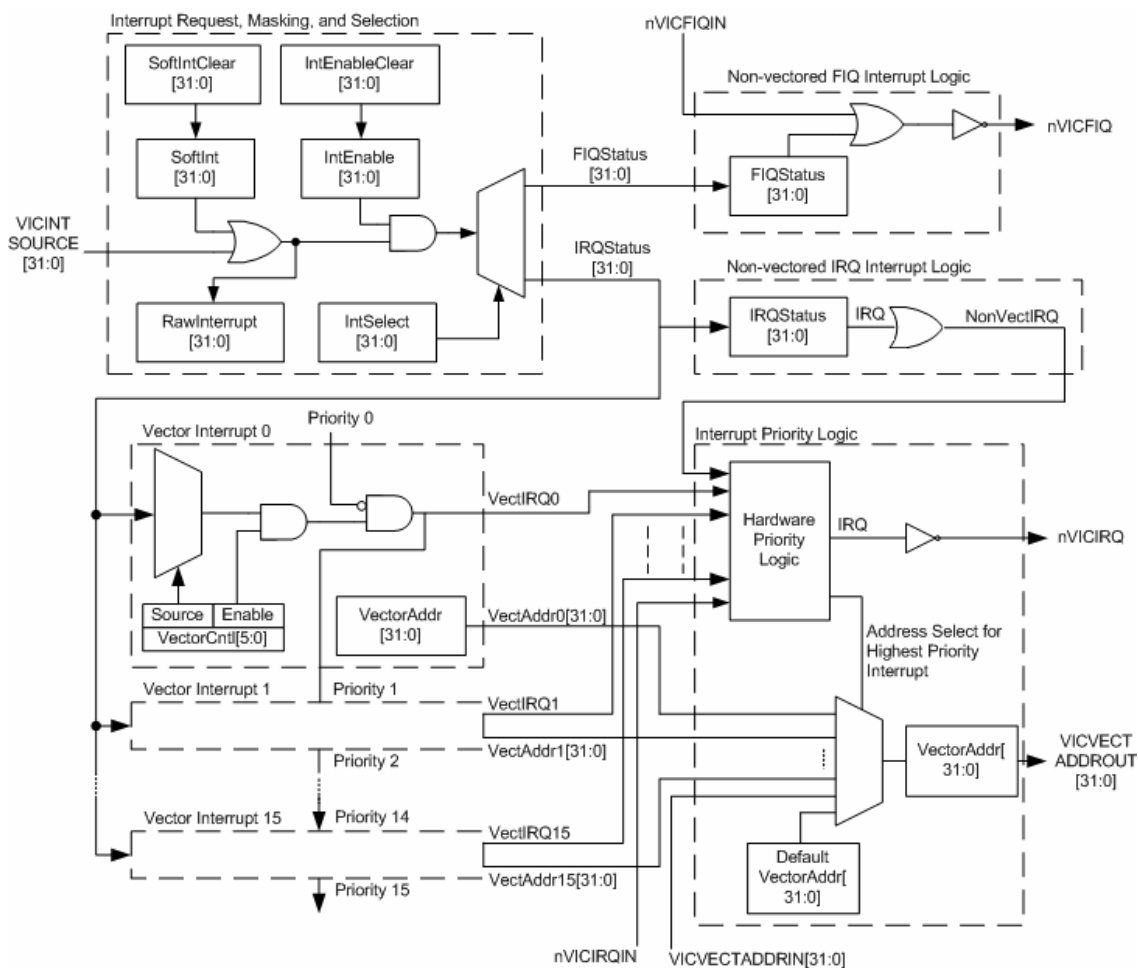 Interrupt Request, Masking, and Selection
SoftIntClear
[31:0]
IntEnableClear
[31:0]
SoftInt
[31:0]
IntEnable
[31:0]
VICINT
SOURCE
[31:0]
RawInterrupt
[31:0]
IntSelect
[31:0]
nVICFIQIN
Non-vectored FIQ Interrupt Logic
FIQStatus
[31:0]
FIQStatus
[31:0]
nVICFIQ
IRQStatus
[31:0]
Non-vectored IRQ Interrupt Logic
IRQStatus
[31:0]
IRQ
NonVectIRQ
Priority 0
Vector Interrupt 0
VectIRQ0
Source
Enable
VectorCntl[5:0]
VectorAddr
[31:0]
VectAddr0[31:0]
Interrupt Priority Logic
Hardware
Priority
Logic
IRQ
nVICIRQ
Address Select for
Highest Priority
Interrupt
Vector Interrupt 1
Priority 1
VectIRQ1
VectAddr1[31:0]
Priority 2
VectorAddr[
31:0]
VICVECT
ADDROUT
[31:0]
Vector Interrupt 15
Priority 14
VectIRQ15
VectAddr15[31:0]
Priority 15
Default
VectorAddr[
31:0]
nVICIRQIN
VICVECTADDRIN[31:0]